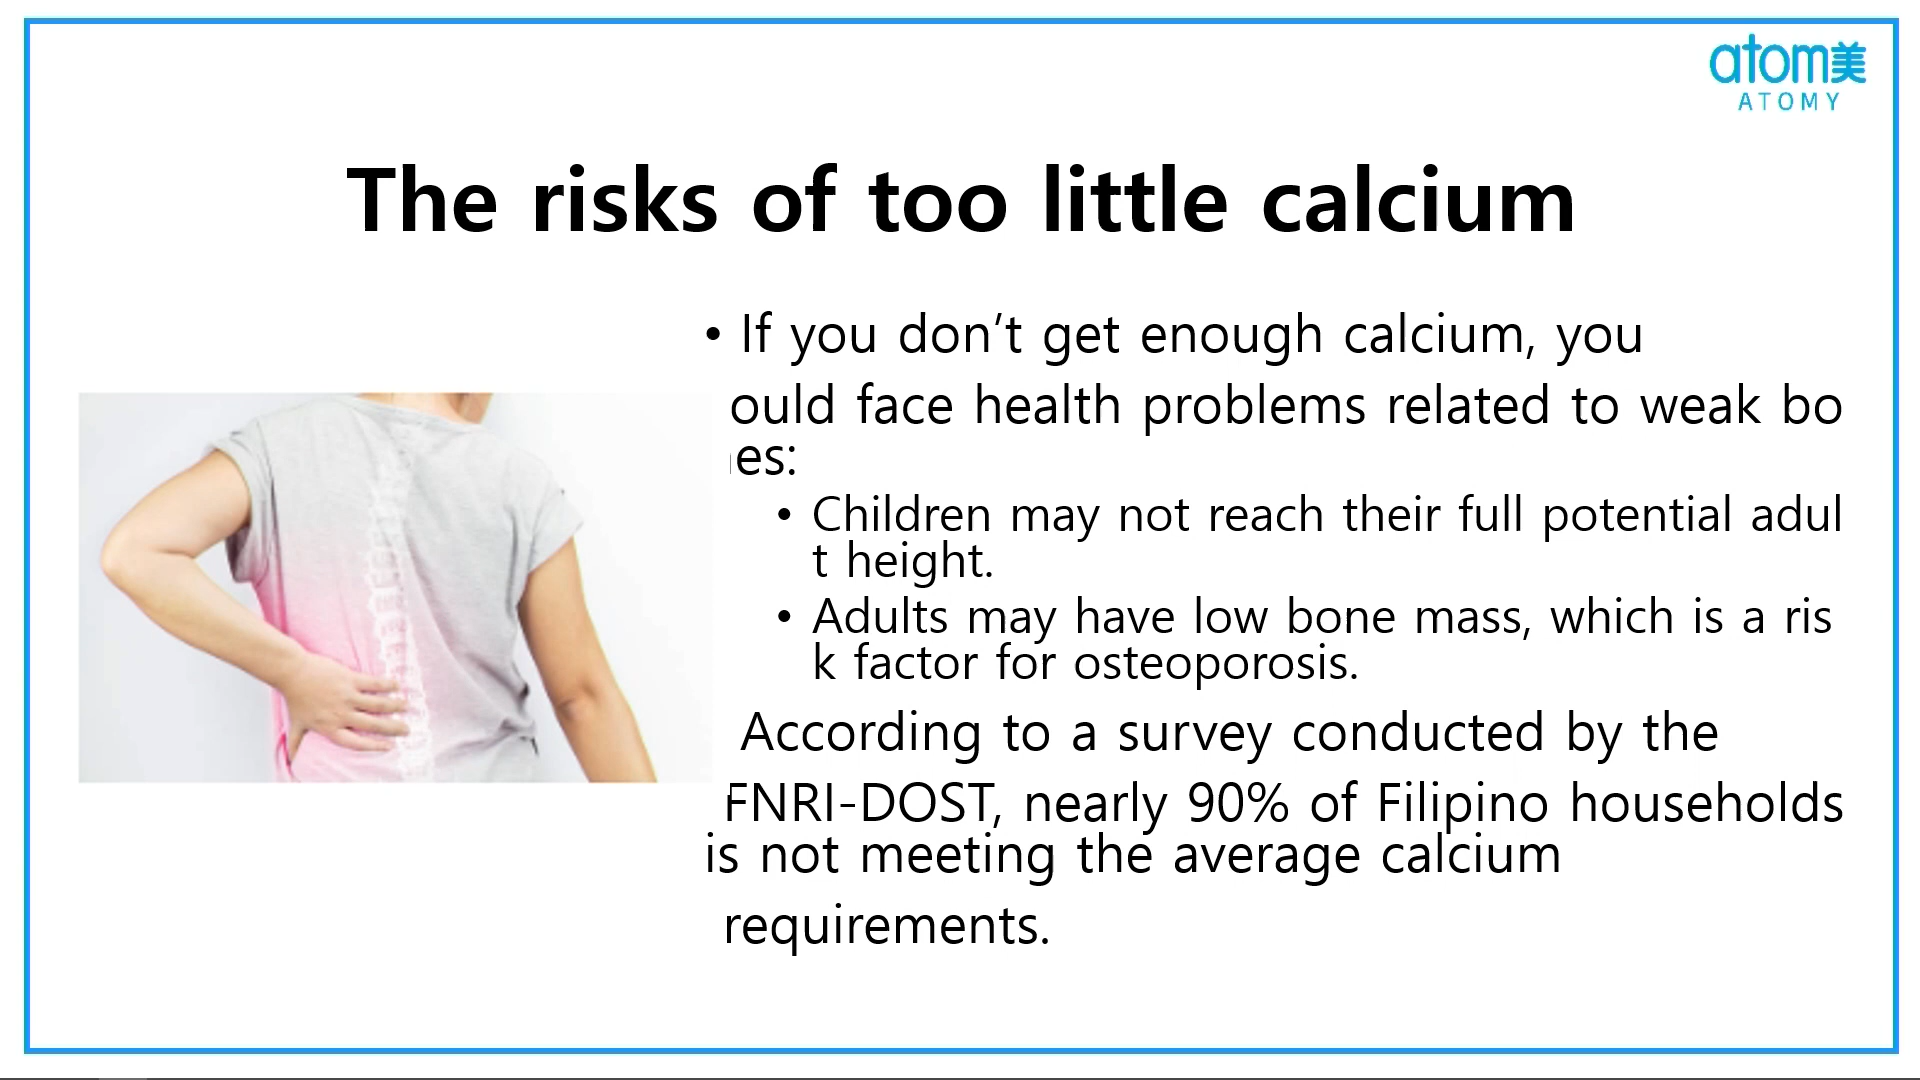 atom美
ATOMY
The risks of too little calcium
• If you don’t get enough calcium, you
ould face health problems related to weak bo
es:
• Children may not reach their full potential adul
t height.
• Adults may have low bone mass, which is a ris
k factor for osteoporosis.
According to a survey conducted by the
FNRI-DOST, nearly 90% of Filipino households
is not meeting the average calcium
requirements.